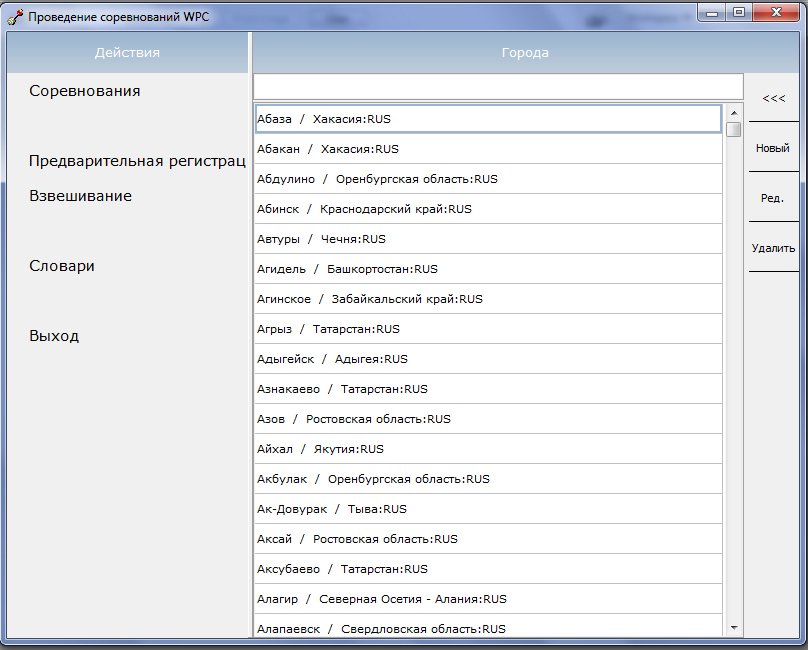 Проведение соревнований WPC
Действия
Города
Соревнования
Предварительная регистрац
Взвешивание
Словари
Выход
Абаза / Хакасия:RUS
Абакан / Хакасия:RUS
Абдулино / Оренбургская область:RUS
Абинск / Краснодарский край:RUS
Автуры / Чечня:RUS
Агидель / Башкортостан:RUS
Агинское / Забайкальский край:RUS
Агрыз / Татарстан:RUS
Адыгейск / Адыгея:RUS
Азнакаево / Татарстан:RUS
Азов / Ростовская область:RUS
Айхал / Якутия:RUS
Акбулак / Оренбургская область:RUS
Ак-Довурак / Тыва:RUS
Аксай / Ростовская область:RUS
Аксубаево / Татарстан:RUS
Алагир / Северная Осетия - Алания:RUS
Алапаевск / Свердловская область:RUS
<<<
Новый
Ред.
Удалить